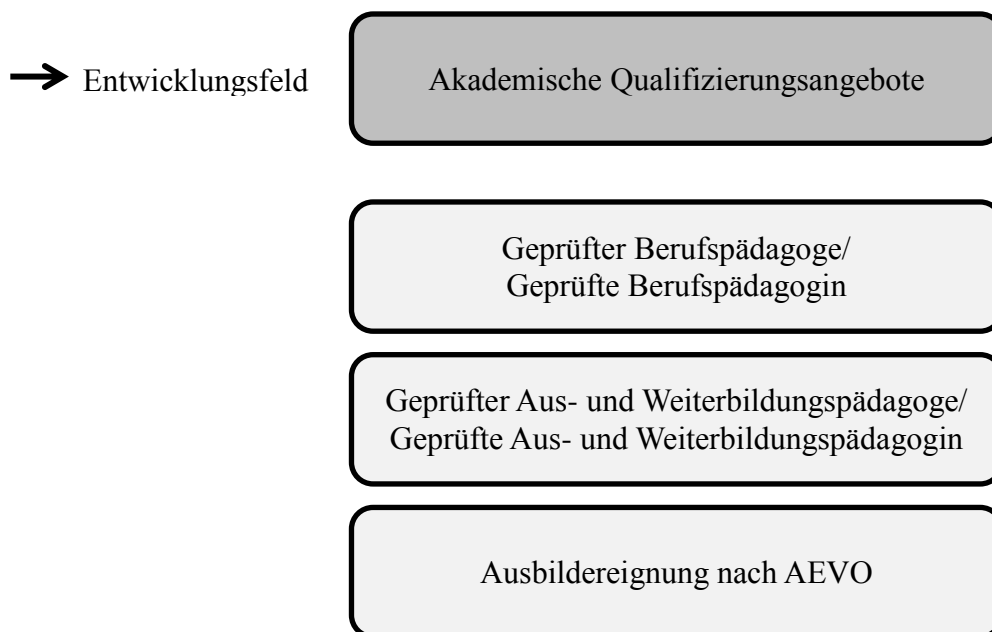 Entwicklungsfeld
Akademische Qualifizierungsangebote
Geprüfter Berufspädagoge/
Geprüfte Berufspädagogin
Geprüfter Aus- und Weiterbildungspädagoge/
Geprüfte Aus- und Weiterbildungspädagogin
Ausbildereignung nach AEVO